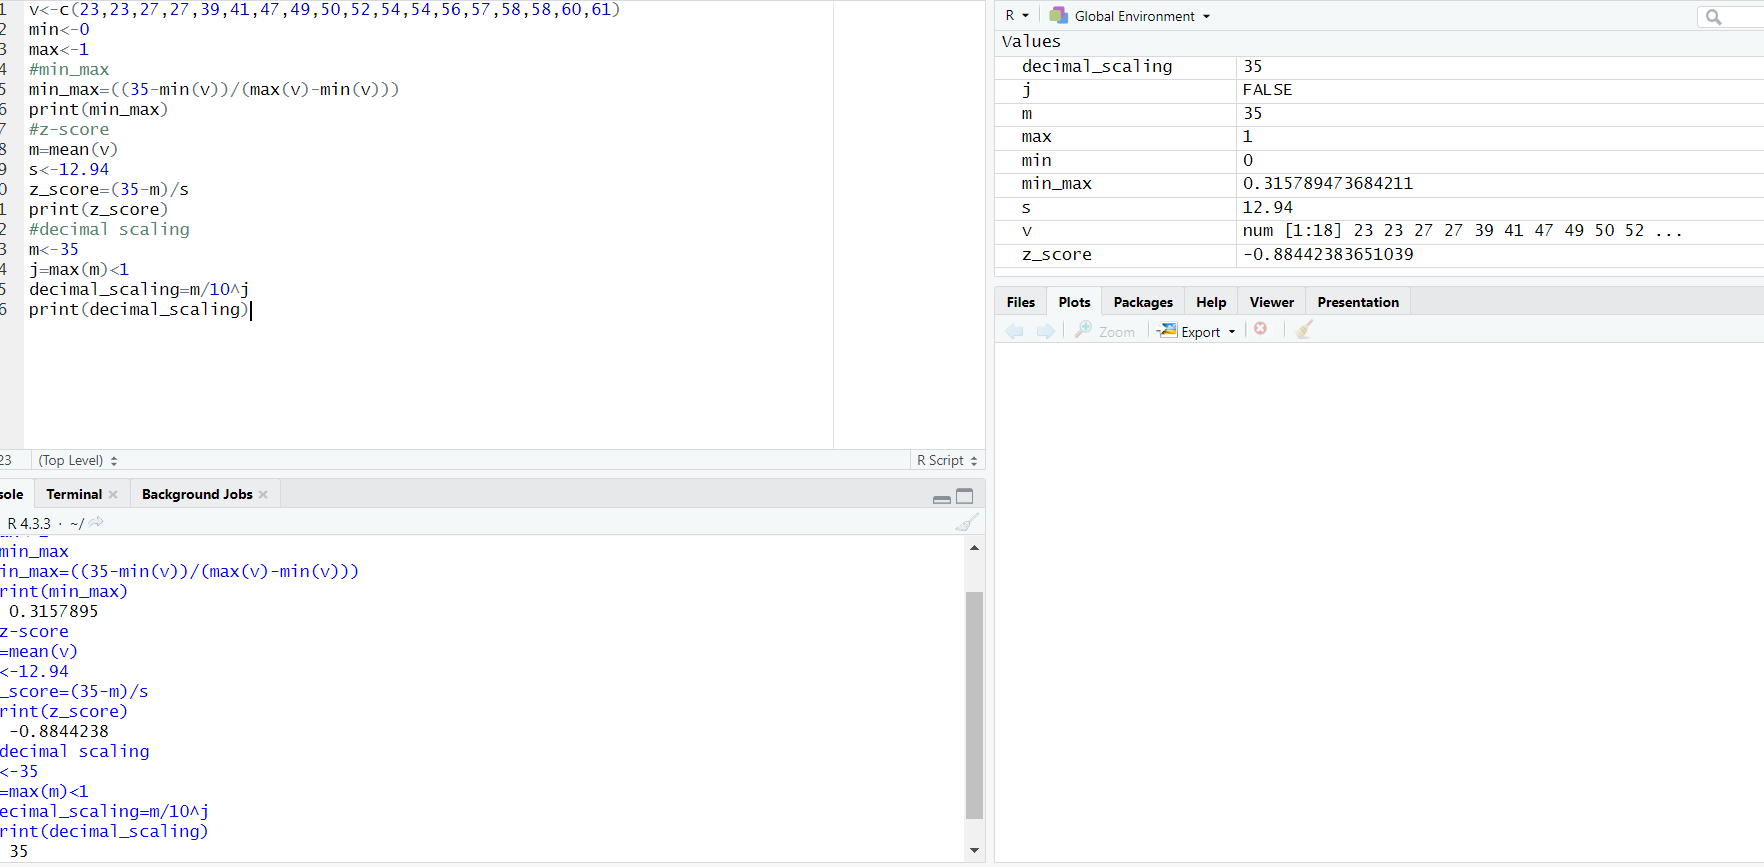 1 v<-c(23,23,27,27,39,41,47,49,50,52,54,54,56,57,58,58,60,61)
2 min<-0
3 max<-1
4 #min_max
5 min_max=((35-min(v))/(max(v)-min(v)))
6 print(min_max)
7 #z-score
8 m=mean(v)
9 s<-12.94
0 z_score=(35-m)/s
1 print(z_score)
2 #decimal scaling
3 m<-35
4 j=max(m)<1
5 decimal_scaling=m/10^j
6 print(decimal_scaling)
23 (Top Level) R Script
sole Terminal Background Jobs
R 4.3.3 · ~/
min_max
in_max=((35-min(v))/(max(v)-min(v)))
rint(min_max)
0.3157895
z-score
=mean(v)
<-12.94
_score=(35-m)/s
rint(z_score)
-0.8844238
decimal scaling
<-35
=max(m)<1
ecimal_scaling=m/10^j
rint(decimal_scaling)
35
R Global Environment
Values
decimal_scaling 35
j FALSE
m 35
max 1
min 0
min_max 0.315789473684211
s 12.94
v num [1:18] 23 23 27 27 39 41 47 49 50 52 ...
z_score -0.88442383651039
Files Plots Packages Help Viewer Presentation
Zoom Export